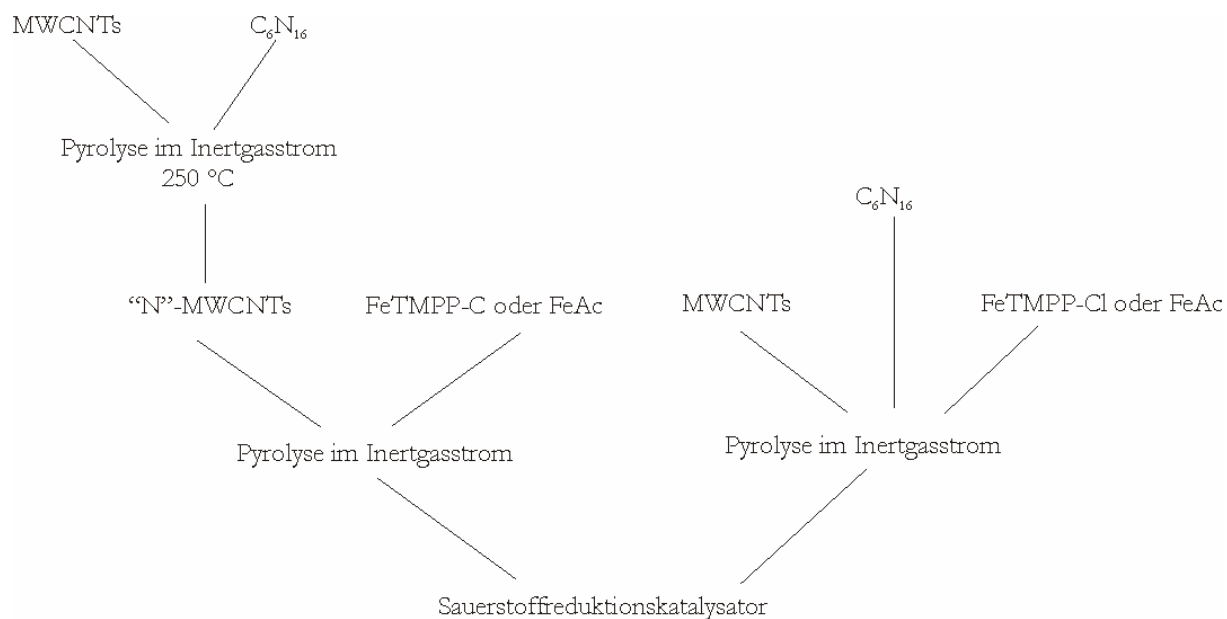 MWCNTs
C₆N₁₆
Pyrolyse im Inertgasstrom
250 °C
C₆N₁₆
“N”-MWCNTs
FeTMPP-C oder FeAc
MWCNTs
FeTMPP-Cl oder FeAc
Pyrolyse im Inertgasstrom
Pyrolyse im Inertgasstrom
Sauerstoffreduktionskatalysator